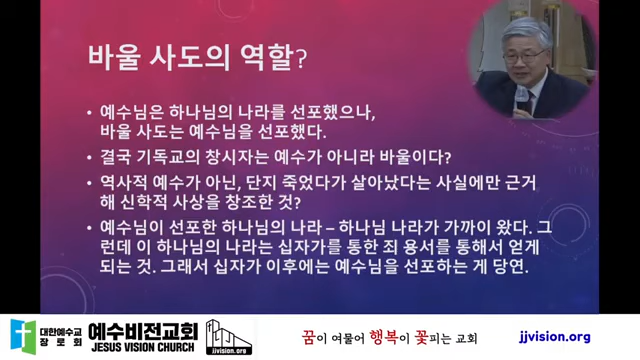 바울 사도의 역할?
• 예수님은 하나님의 나라를 선포했으나,
바울 사도는 예수님을 선포했다.
• 결국 기독교의 창시자는 예수가 아니라 바울이다?
• 역사적 예수가 아닌, 단지 죽었다가 살아났다는 사실에만 근거
해 신학적 사상을 창조한 것?
• 예수님이 선포한 하나님의 나라 – 하나님 나라가 가까이 왔다. 그
런데 이 하나님의 나라는 십자가를 통한 죄 용서를 통해서 얻게
되는 것. 그래서 십자가 이후에는 예수님을 선포하는 게 당연.
대한예수교
장로회
예수비전교회
JESUS VISION CHURCH
jjvision.org
꿈이 여물어 행복이 꽃피는 교회
jjvision.org